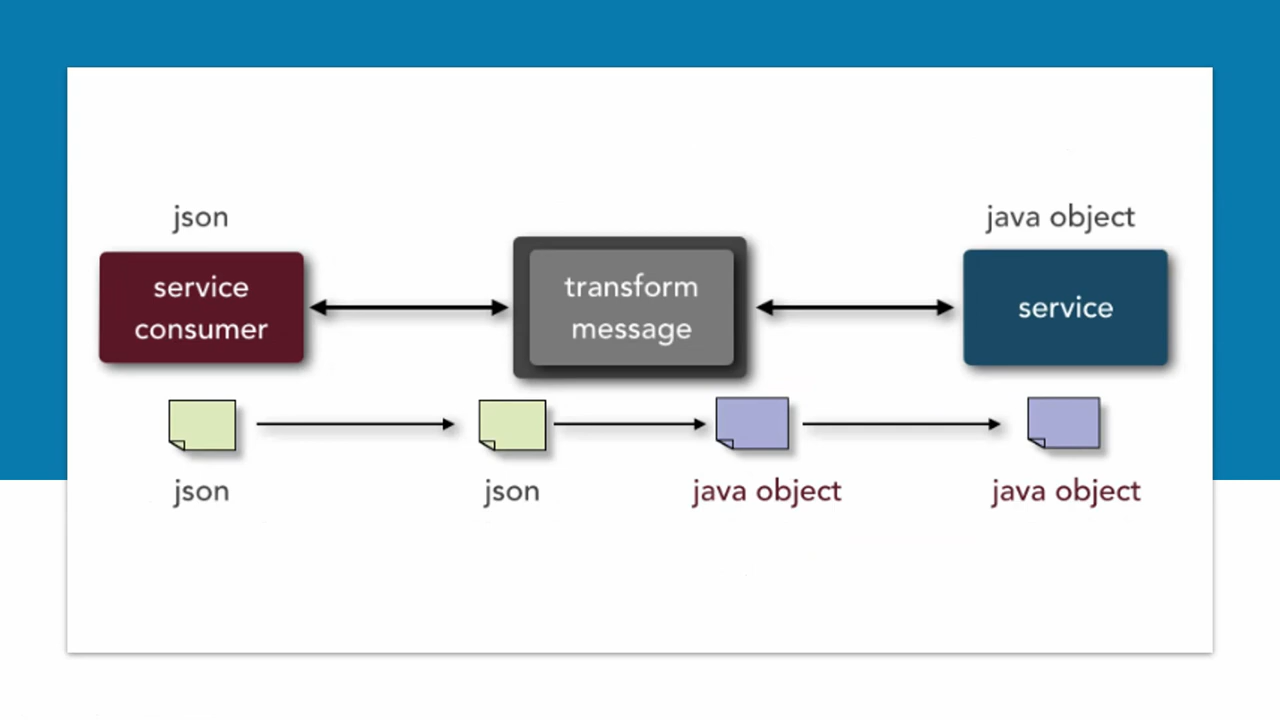 json
java object
service
consumer
transform
message
service
json
json
java object
java object